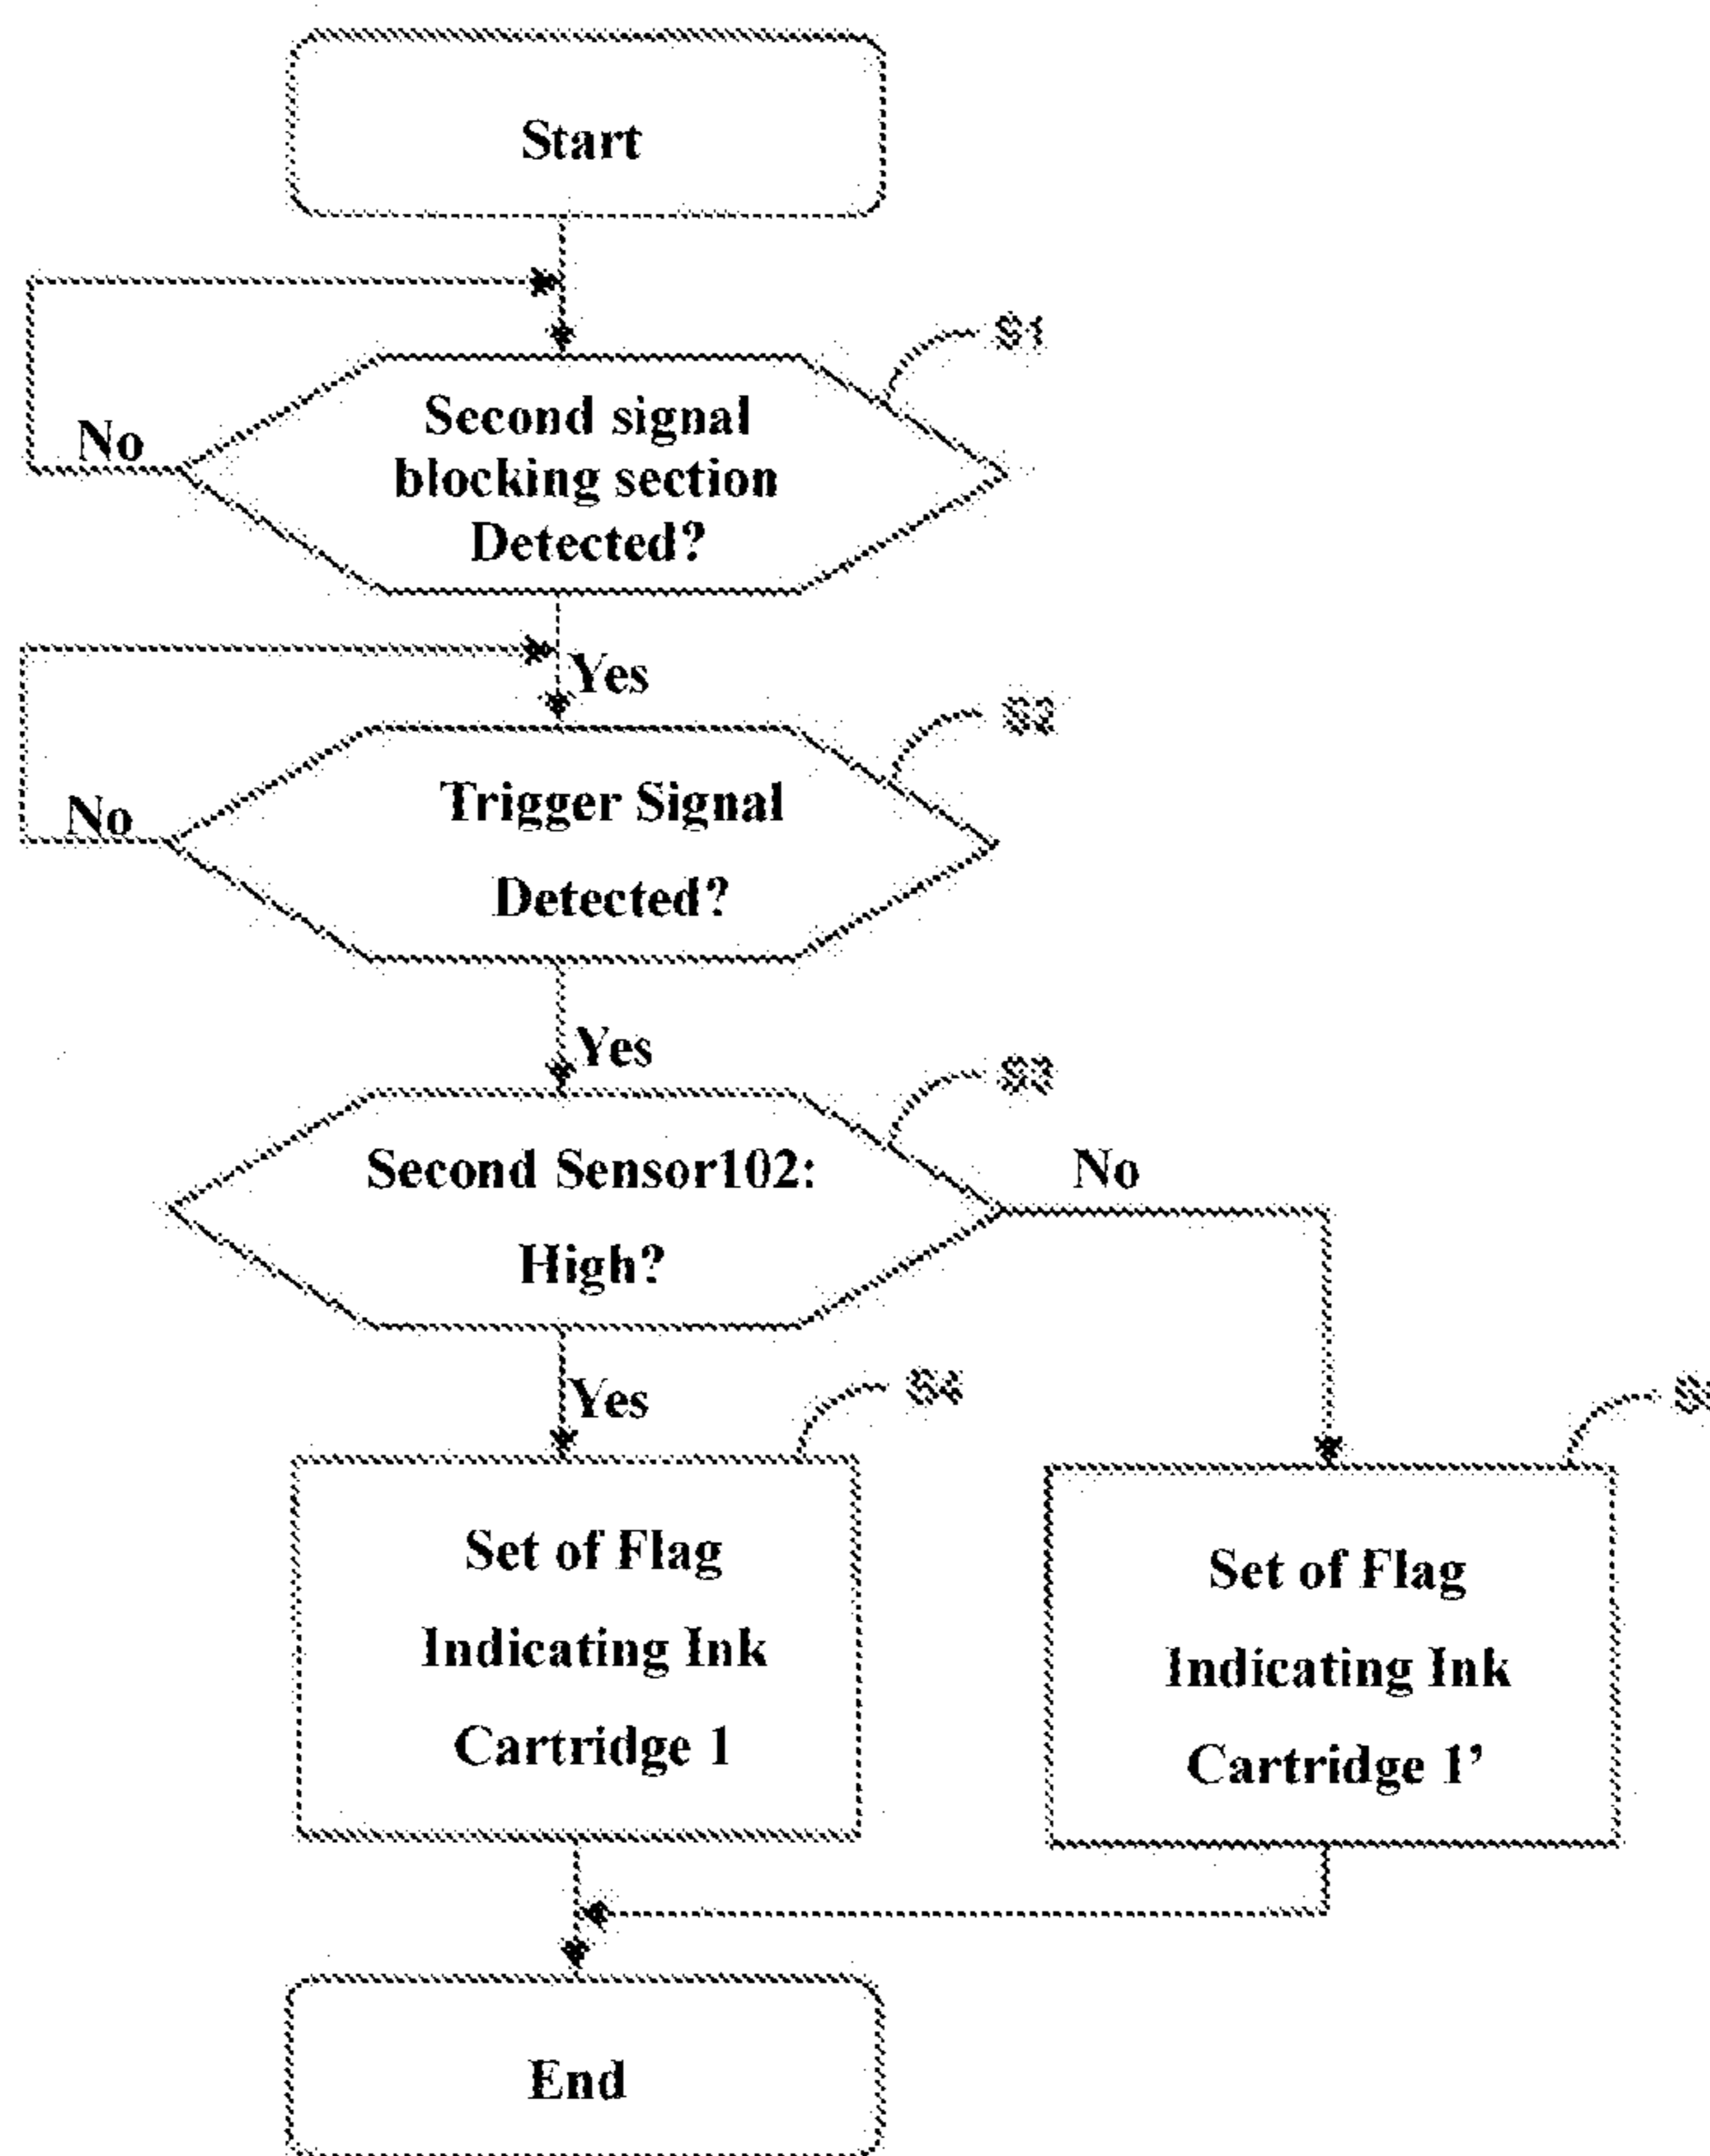 Start
S1
Second signal
blocking section
Detected?
No
Yes
S2
Trigger Signal
Detected?
No
Yes
S3
Second Sensor102:
High?
No
Yes
S4
Set of Flag
Indicating Ink
Cartridge 1
Set of Flag
Indicating Ink
Cartridge 1’
End